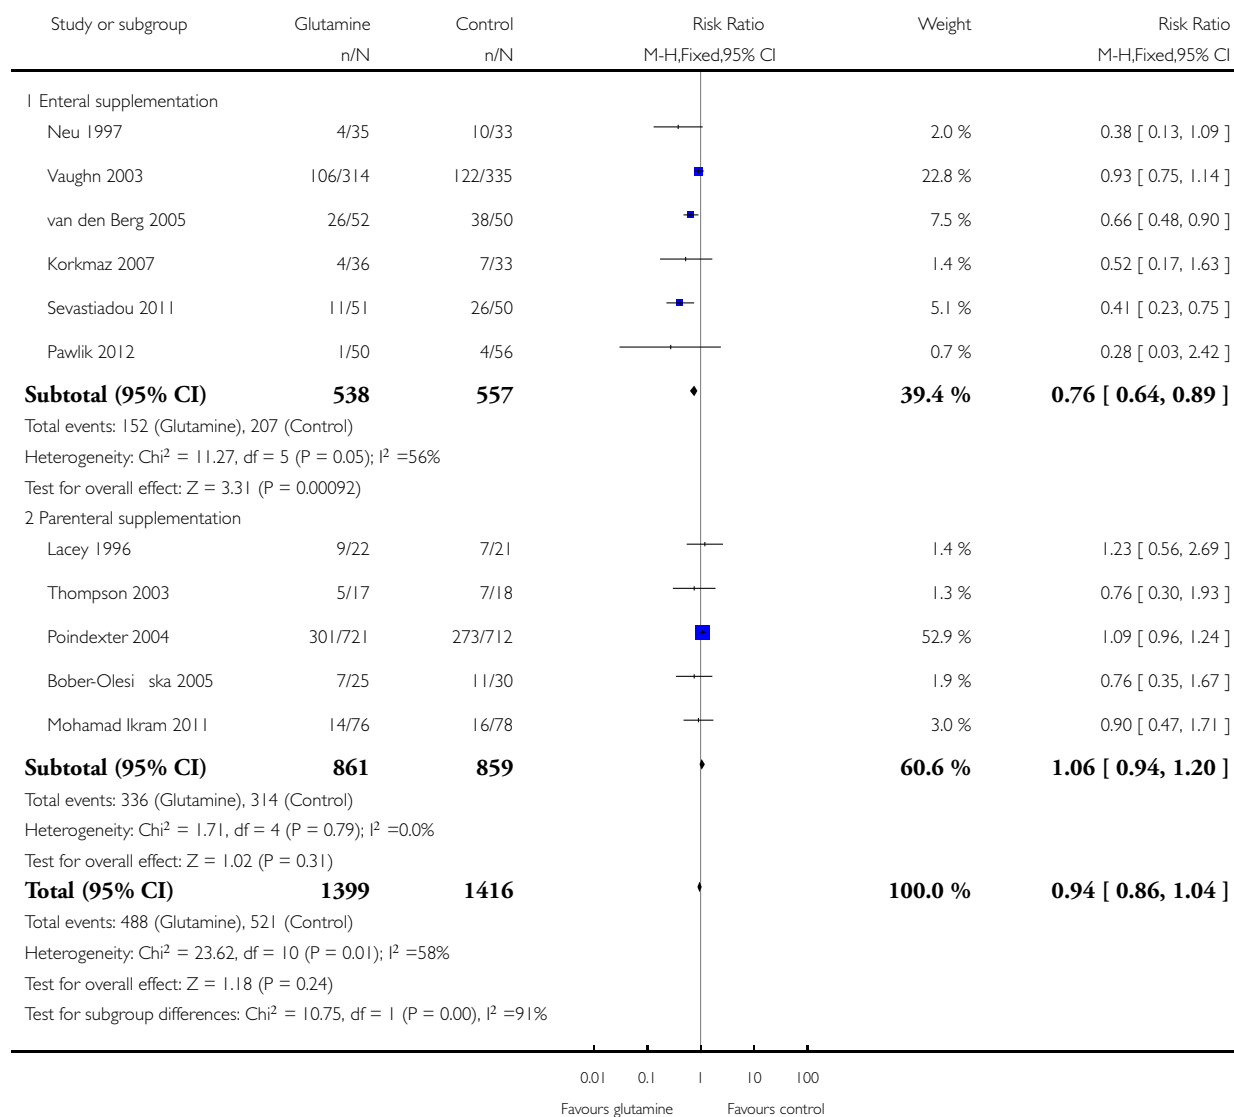 Study or subgroup Glutamine Control Risk Ratio Weight Risk Ratio
n/N n/N M-H,Fixed,95% CI M-H,Fixed,95% CI
1 Enteral supplementation
Neu 1997 4/35 10/33 2.0 % 0.38 [ 0.13, 1.09 ]
Vaughn 2003 106/314 122/335 22.8 % 0.93 [ 0.75, 1.14 ]
van den Berg 2005 26/52 38/50 7.5 % 0.66 [ 0.48, 0.90 ]
Korkmaz 2007 4/36 7/33 1.4 % 0.52 [ 0.17, 1.63 ]
Sevastiadou 2011 11/51 26/50 5.1 % 0.41 [ 0.23, 0.75 ]
Pawlik 2012 1/50 4/56 0.7 % 0.28 [ 0.03, 2.42 ]
Subtotal (95% CI) 538 557 39.4 % 0.76 [ 0.64, 0.89 ]
Total events: 152 (Glutamine), 207 (Control)
Heterogeneity: Chi² = 11.27, df = 5 (P = 0.05); I² =56%
Test for overall effect: Z = 3.31 (P = 0.00092)
2 Parenteral supplementation
Lacey 1996 9/22 7/21 1.4 % 1.23 [ 0.56, 2.69 ]
Thompson 2003 5/17 7/18 1.3 % 0.76 [ 0.30, 1.93 ]
Poindexter 2004 301/721 273/712 52.9 % 1.09 [ 0.96, 1.24 ]
Bober-Olesi ska 2005 7/25 11/30 1.9 % 0.76 [ 0.35, 1.67 ]
Mohamad Ikram 2011 14/76 16/78 3.0 % 0.90 [ 0.47, 1.71 ]
Subtotal (95% CI) 861 859 60.6 % 1.06 [ 0.94, 1.20 ]
Total events: 336 (Glutamine), 314 (Control)
Heterogeneity: Chi² = 1.71, df = 4 (P = 0.79); I² =0.0%
Test for overall effect: Z = 1.02 (P = 0.31)
Total (95% CI) 1399 1416 100.0 % 0.94 [ 0.86, 1.04 ]
Total events: 488 (Glutamine), 521 (Control)
Heterogeneity: Chi² = 23.62, df = 10 (P = 0.01); I² =58%
Test for overall effect: Z = 1.18 (P = 0.24)
Test for subgroup differences: Chi² = 10.75, df = 1 (P = 0.00), I² =91%
0.01 0.1 1 10 100
Favours glutamine Favours control